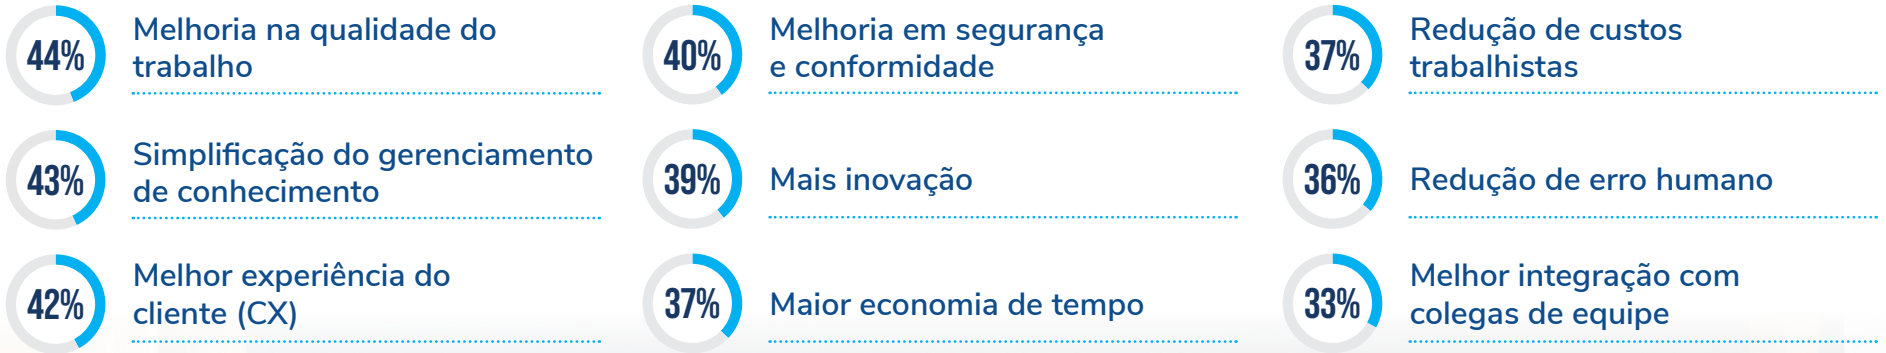 44%
Melhoria na qualidade do
trabalho
43%
Simplificação do gerenciamento
de conhecimento
42%
Melhor experiência do
cliente (CX)
40%
Melhoria em segurança
e conformidade
39%
Mais inovação
37%
Maior economia de tempo
37%
Redução de custos
trabalhistas
36%
Redução de erro humano
33%
Melhor integração com
colegas de equipe